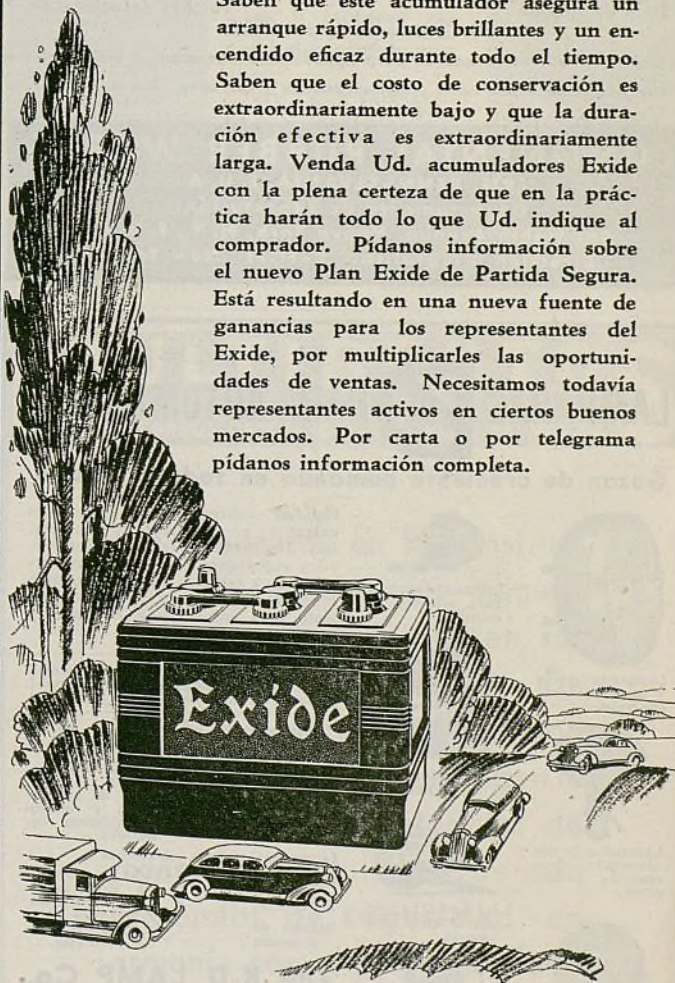 Saben que este acumulador asegura un
arranque rápido, luces brillantes y un en-
cendido eficaz durante todo el tiempo.
Saben que el costo de conservación es
extraordinariamente bajo y que la dura-
ción efectiva es extraordinariamente
larga. Venda Ud. acumuladores Exide
con la plena certeza de que en la prác-
tica harán todo lo que Ud. indique al
comprador. Pídanos información sobre
el nuevo Plan Exide de Partida Segura.
Está resultando en una nueva fuente de
ganancias para los representantes del
Exide, por multiplicarles las oportuni-
dades de ventas. Necesitamos todavía
representantes activos en ciertos buenos
mercados. Por carta o por telegrama
pídanos información completa.
Exide